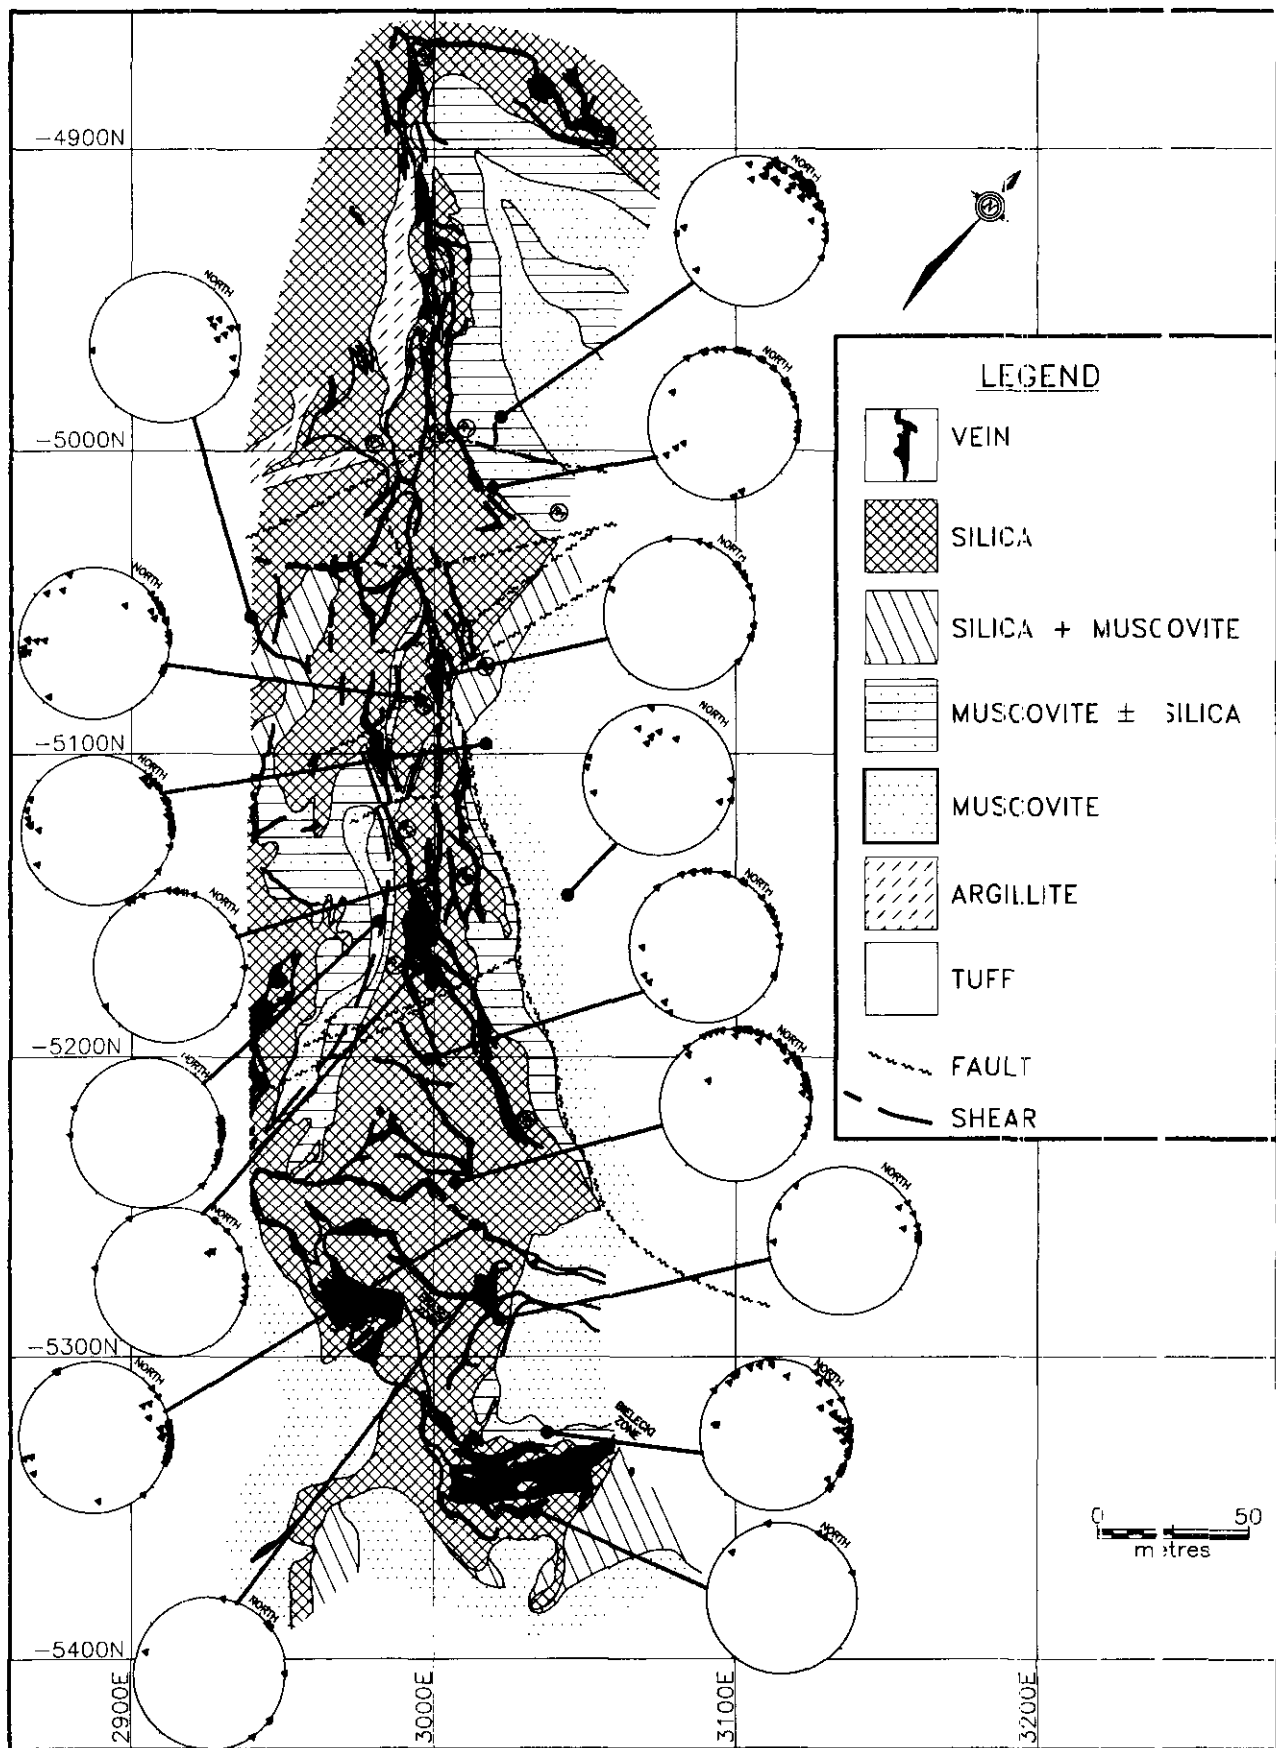 -4900N
NORTH
NORTH
LEGEND
NORTH
VEIN
-5000N
SILICA
NORTH
NORTH
SILICA + MUSCOVITE
MUSCOVITE ± SILICA
NORTH
-5100N
NORTH
MUSCOVITE
NORTH
NORTH
ARGILLITE
TUFF
-5200N
NORTH
NORTH
FAULT
SHEAR
NORTH
NORTH
-5300N
NORTH
NORTH
BIELECKI
ZONE
0 50
metres
NORTH
NORTH
-5400N
2900E
3000E
3100E
3200E